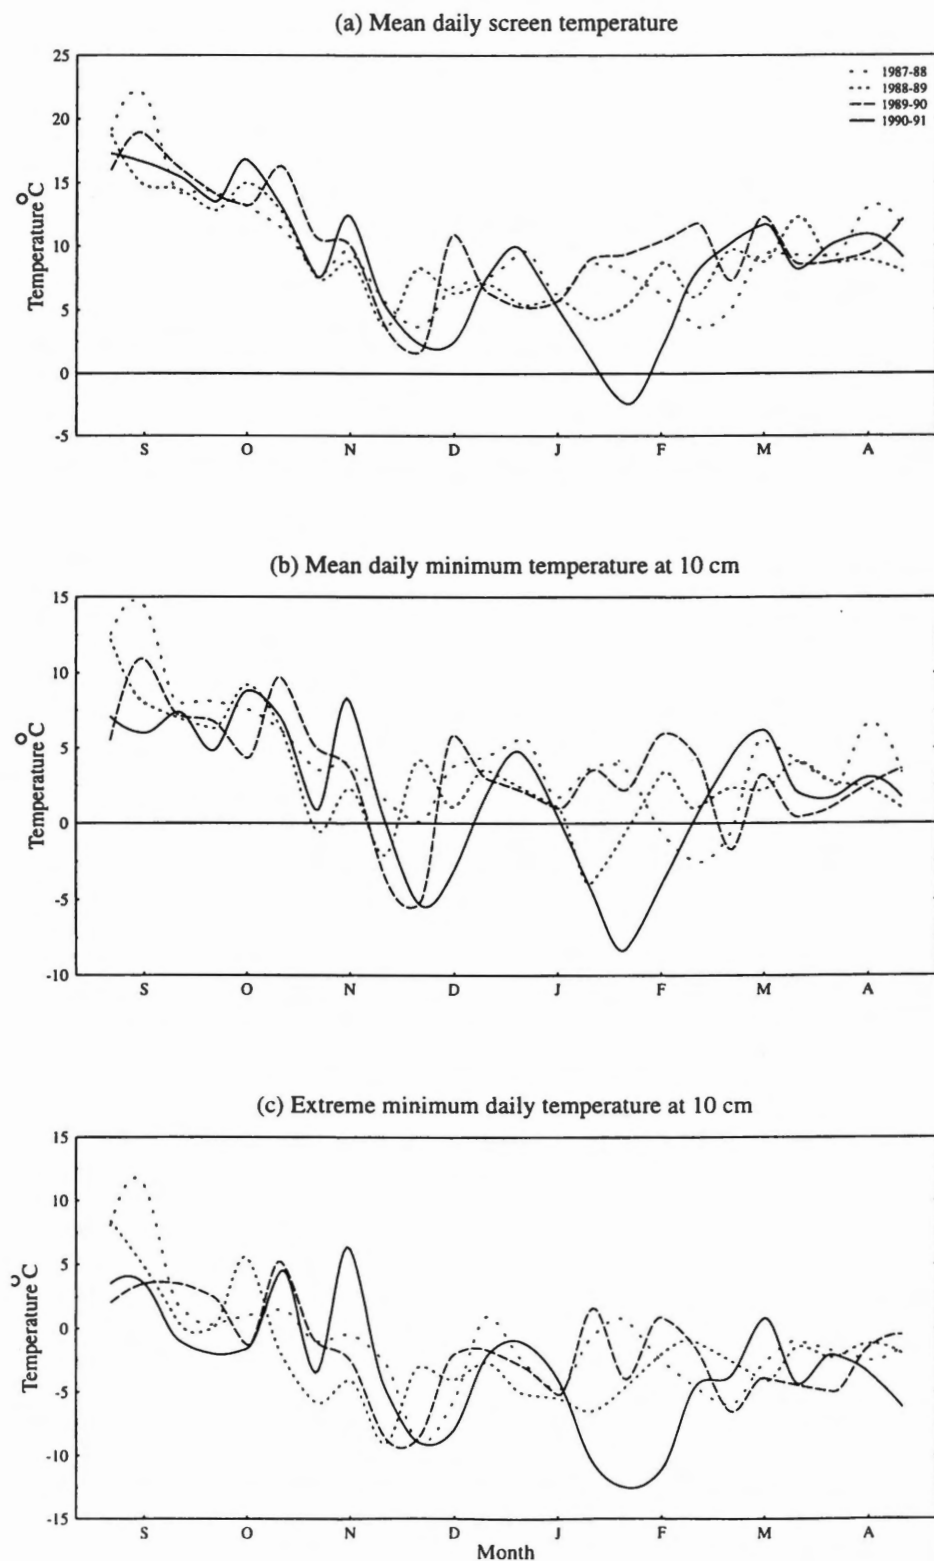 (a) Mean daily screen temperature
25
20
15
10
5
0
-5
Temperature °C
1987-88
1988-89
1989-90
1990-91
S O N D J F M A
(b) Mean daily minimum temperature at 10 cm
15
10
5
0
-5
-10
Temperature °C
S O N D J F M A
(c) Extreme minimum daily temperature at 10 cm
15
10
5
0
-5
-10
-15
Temperature °C
S O N D J F M A
Month